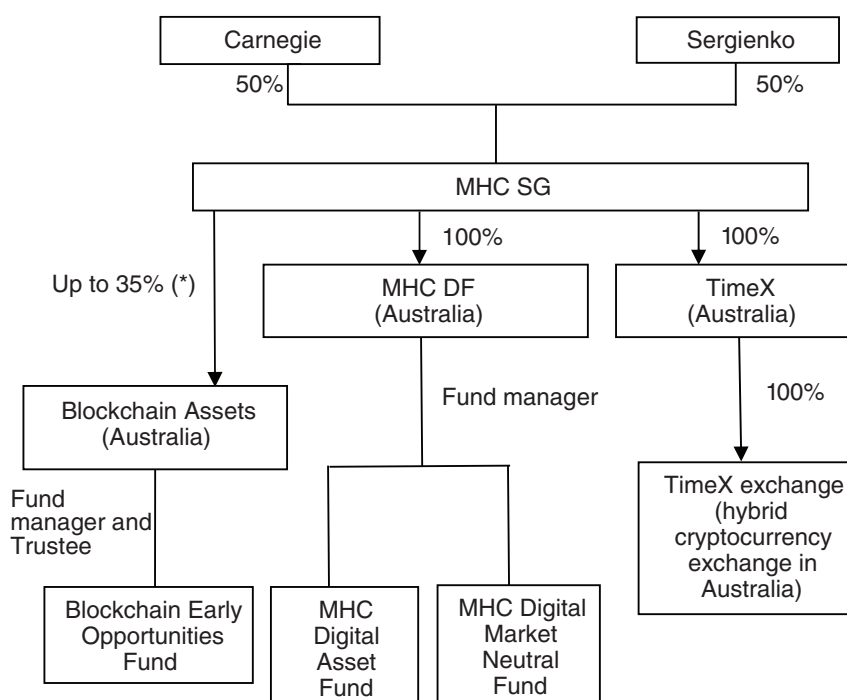 Carnegie
Sergienko
50%
50%
MHC SG
Up to 35% (*)
100%
100%
MHC DF
(Australia)
TimeX
(Australia)
Blockchain Assets
(Australia)
Fund manager
100%
Fund
manager and
Trustee
TimeX exchange
(hybrid
cryptocurrency
exchange in
Australia)
Blockchain Early
Opportunities
Fund
MHC
Digital
Asset
Fund
MHC Digital
Market
Neutral
Fund